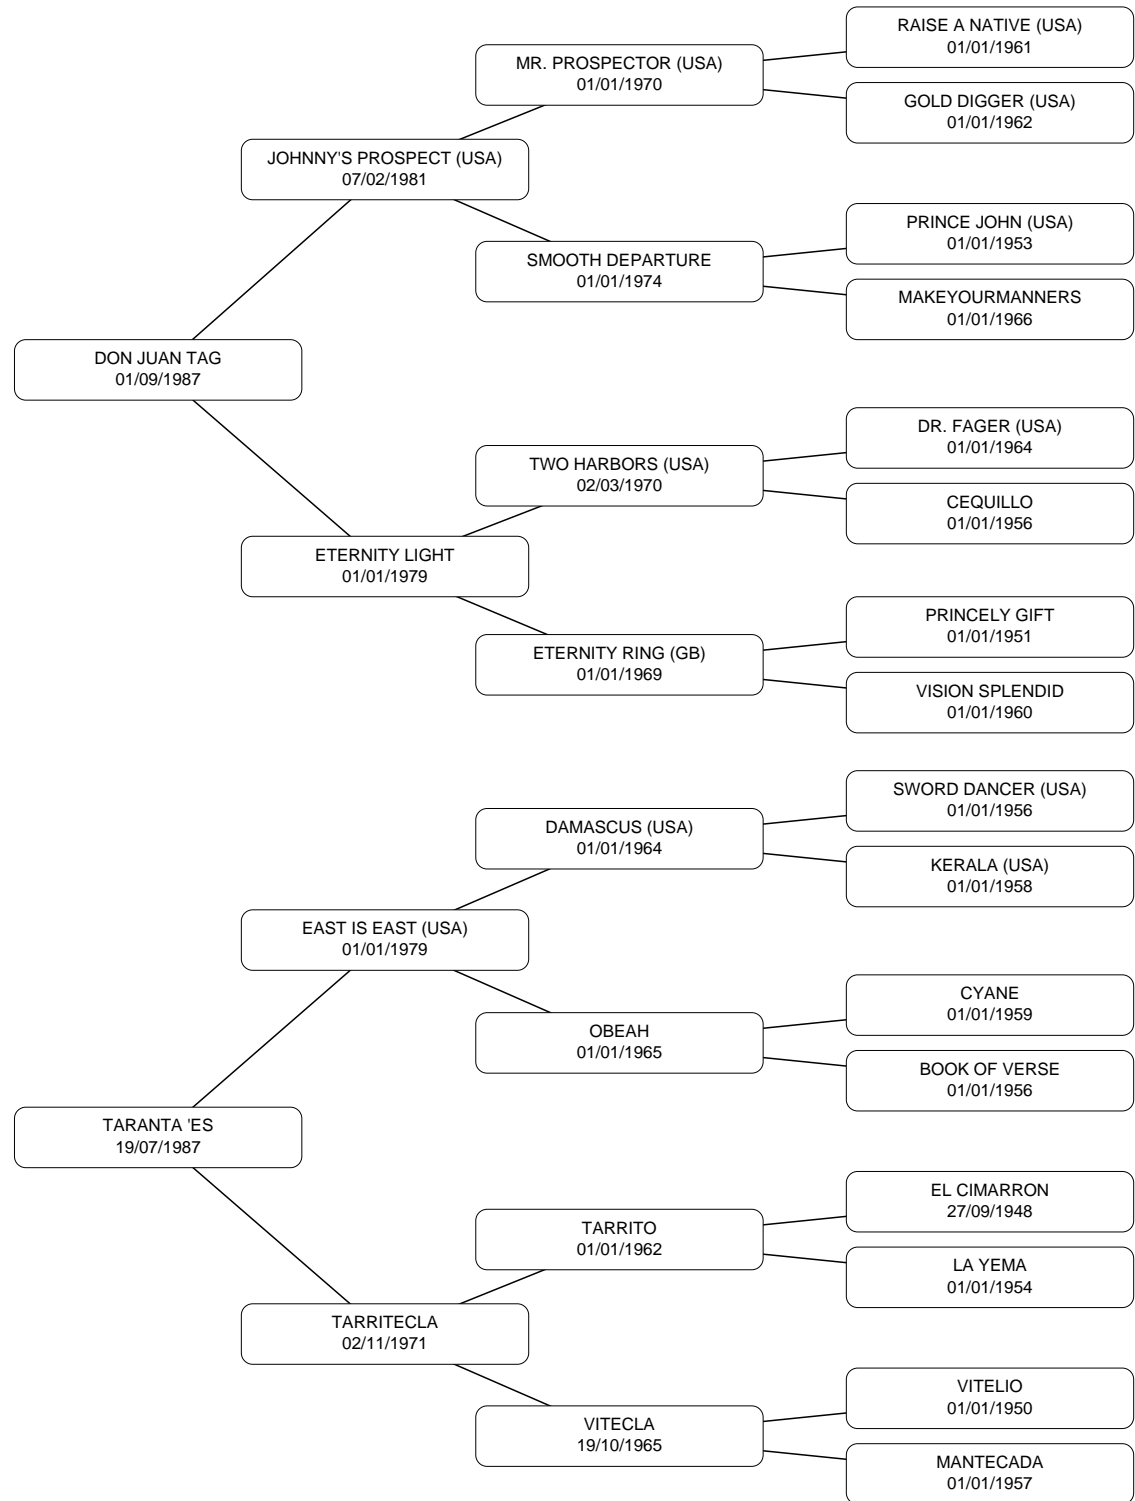 RAISE A NATIVE (USA)
01/01/1961
MR. PROSPECTOR (USA)
01/01/1970
GOLD DIGGER (USA)
01/01/1962
JOHNNY'S PROSPECT (USA)
07/02/1981
PRINCE JOHN (USA)
01/01/1953
SMOOTH DEPARTURE
01/01/1974
MAKEYOURMANNERS
01/01/1966
DON JUAN TAG
01/09/1987
DR. FAGER (USA)
01/01/1964
TWO HARBORS (USA)
02/03/1970
CEQUILLO
01/01/1956
ETERNITY LIGHT
01/01/1979
PRINCELY GIFT
01/01/1951
ETERNITY RING (GB)
01/01/1969
VISION SPLENDID
01/01/1960
SWORD DANCER (USA)
01/01/1956
DAMASCUS (USA)
01/01/1964
KERALA (USA)
01/01/1958
EAST IS EAST (USA)
01/01/1979
CYANE
01/01/1959
OBEAH
01/01/1965
BOOK OF VERSE
01/01/1956
TARANTA 'ES
19/07/1987
EL CIMARRON
27/09/1948
TARRITO
01/01/1962
LA YEMA
01/01/1954
TARRITECLA
02/11/1971
VITELIO
01/01/1950
VITECLA
19/10/1965
MANTECADA
01/01/1957